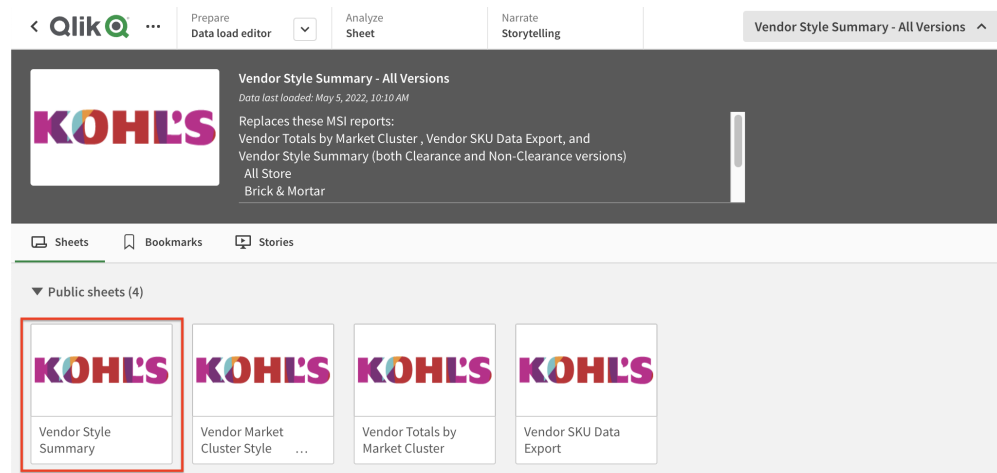 Qlik
...
Prepare
Data load editor
Analyze
Sheet
Narrate
Storytelling
Vendor Style Summary - All Versions
KOHL'S
Vendor Style Summary - All Versions
Data last loaded: May 5, 2022, 10:10 AM
Replaces these MSI reports:
Vendor Totals by Market Cluster , Vendor SKU Data Export, and
Vendor Style Summary (both Clearance and Non-Clearance versions)
All Store
Brick & Mortar
Sheets
Bookmarks
Stories
Public sheets (4)
KOHL'S
KOHL'S
KOHL'S
KOHL'S
Vendor Style
Summary
Vendor Market
Cluster Style ...
Vendor Totals by
Market Cluster
Vendor SKU Data
Export